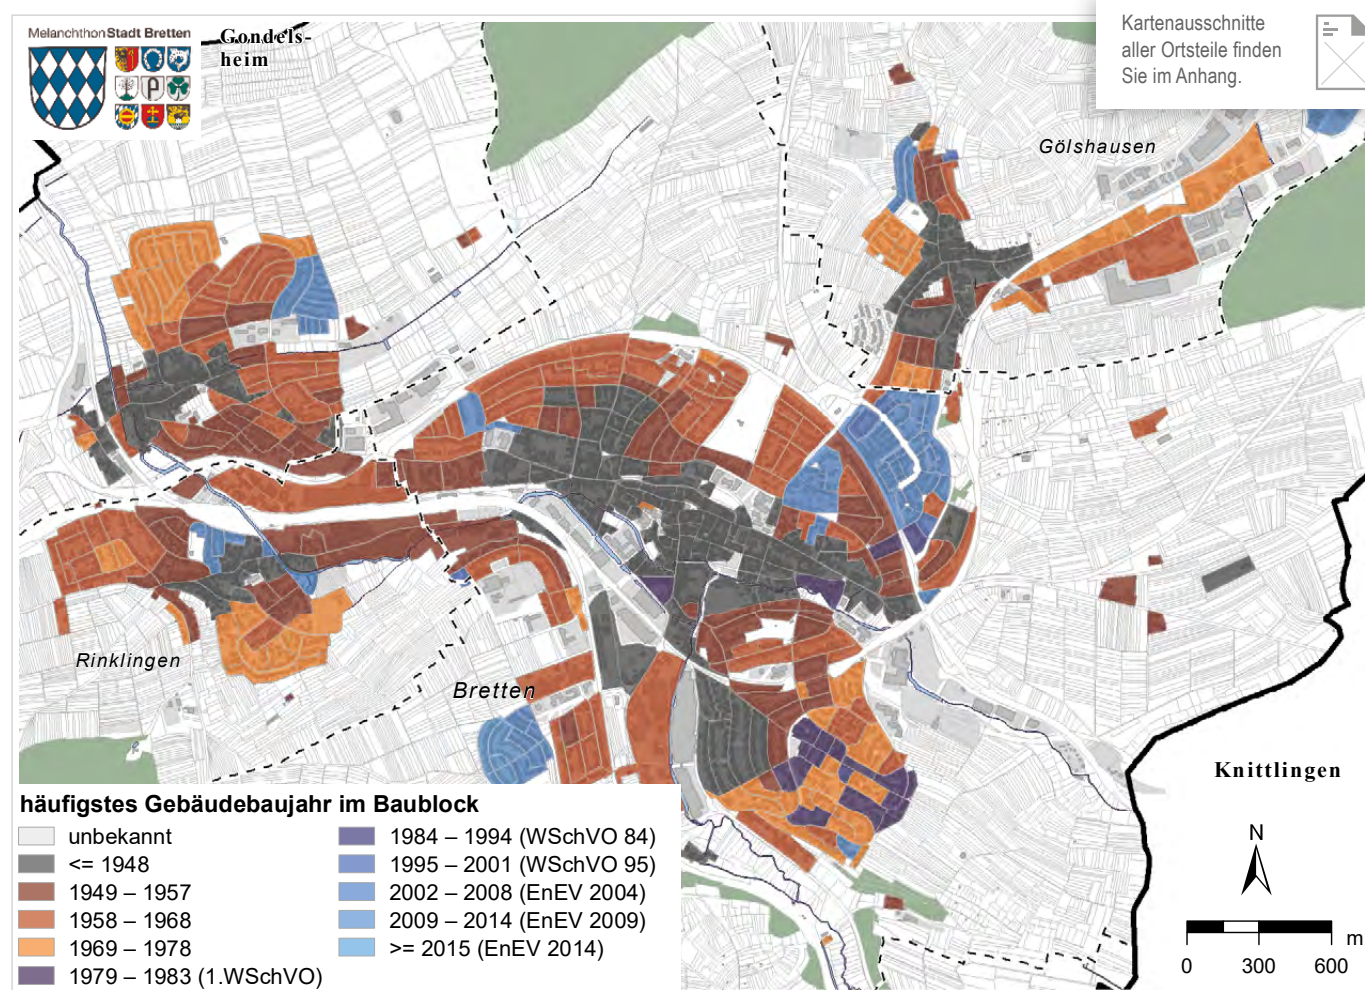 Melanchthon Stadt Bretten
Gondels-
heim
Kartenausschnitte
aller Ortsteile finden
Sie im Anhang.
Gölshausen
Rinklingen
Bretten
Knittlingen
häufigstes Gebäudebaujahr im Baublock
unbekannt
<= 1948
1949 – 1957
1958 – 1968
1969 – 1978
1979 – 1983 (1.WSchVO)
1984 – 1994 (WSchVO 84)
1995 – 2001 (WSchVO 95)
2002 – 2008 (EnEV 2004)
2009 – 2014 (EnEV 2009)
>= 2015 (EnEV 2014)
N
m
0 300 600